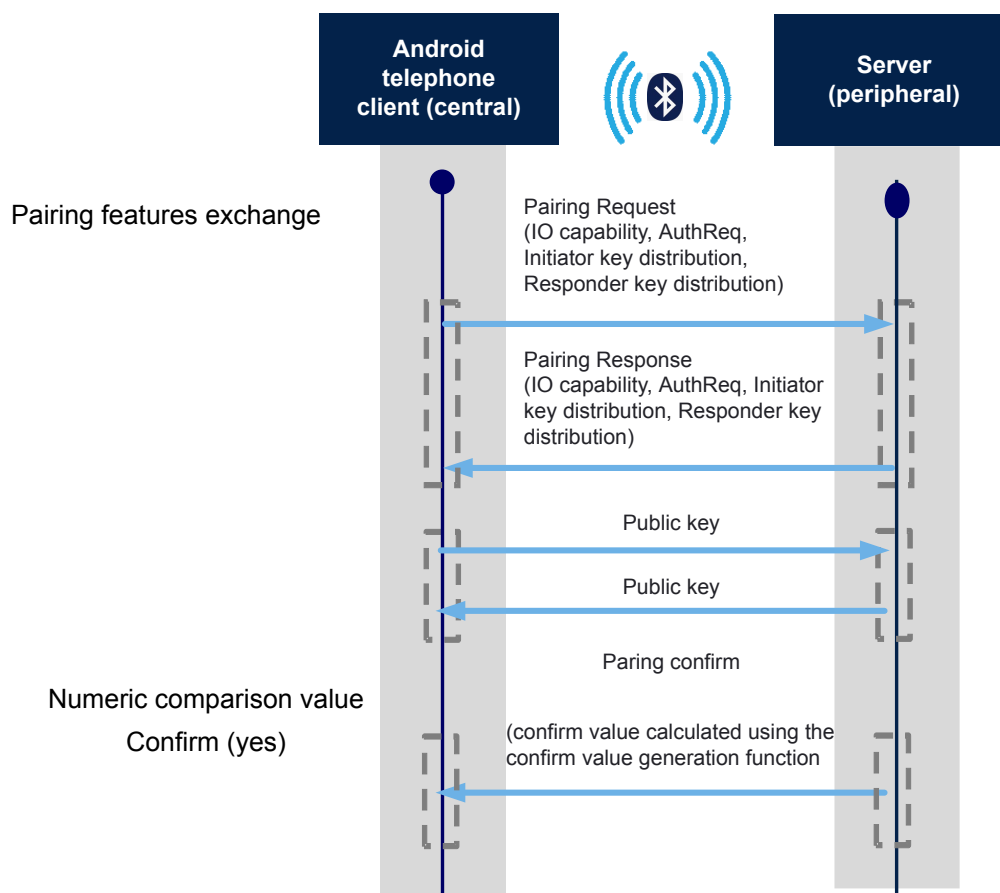 Android
telephone
client (central)
Server
(peripheral)
Pairing features exchange
Pairing Request
(IO capability, AuthReq,
Initiator key distribution,
Responder key distribution)
Pairing Response
(IO capability, AuthReq, Initiator
key distribution, Responder key
distribution)
Public key
Public key
Paring confirm
Numeric comparison value
Confirm (yes)
(confirm value calculated using the
confirm value generation function